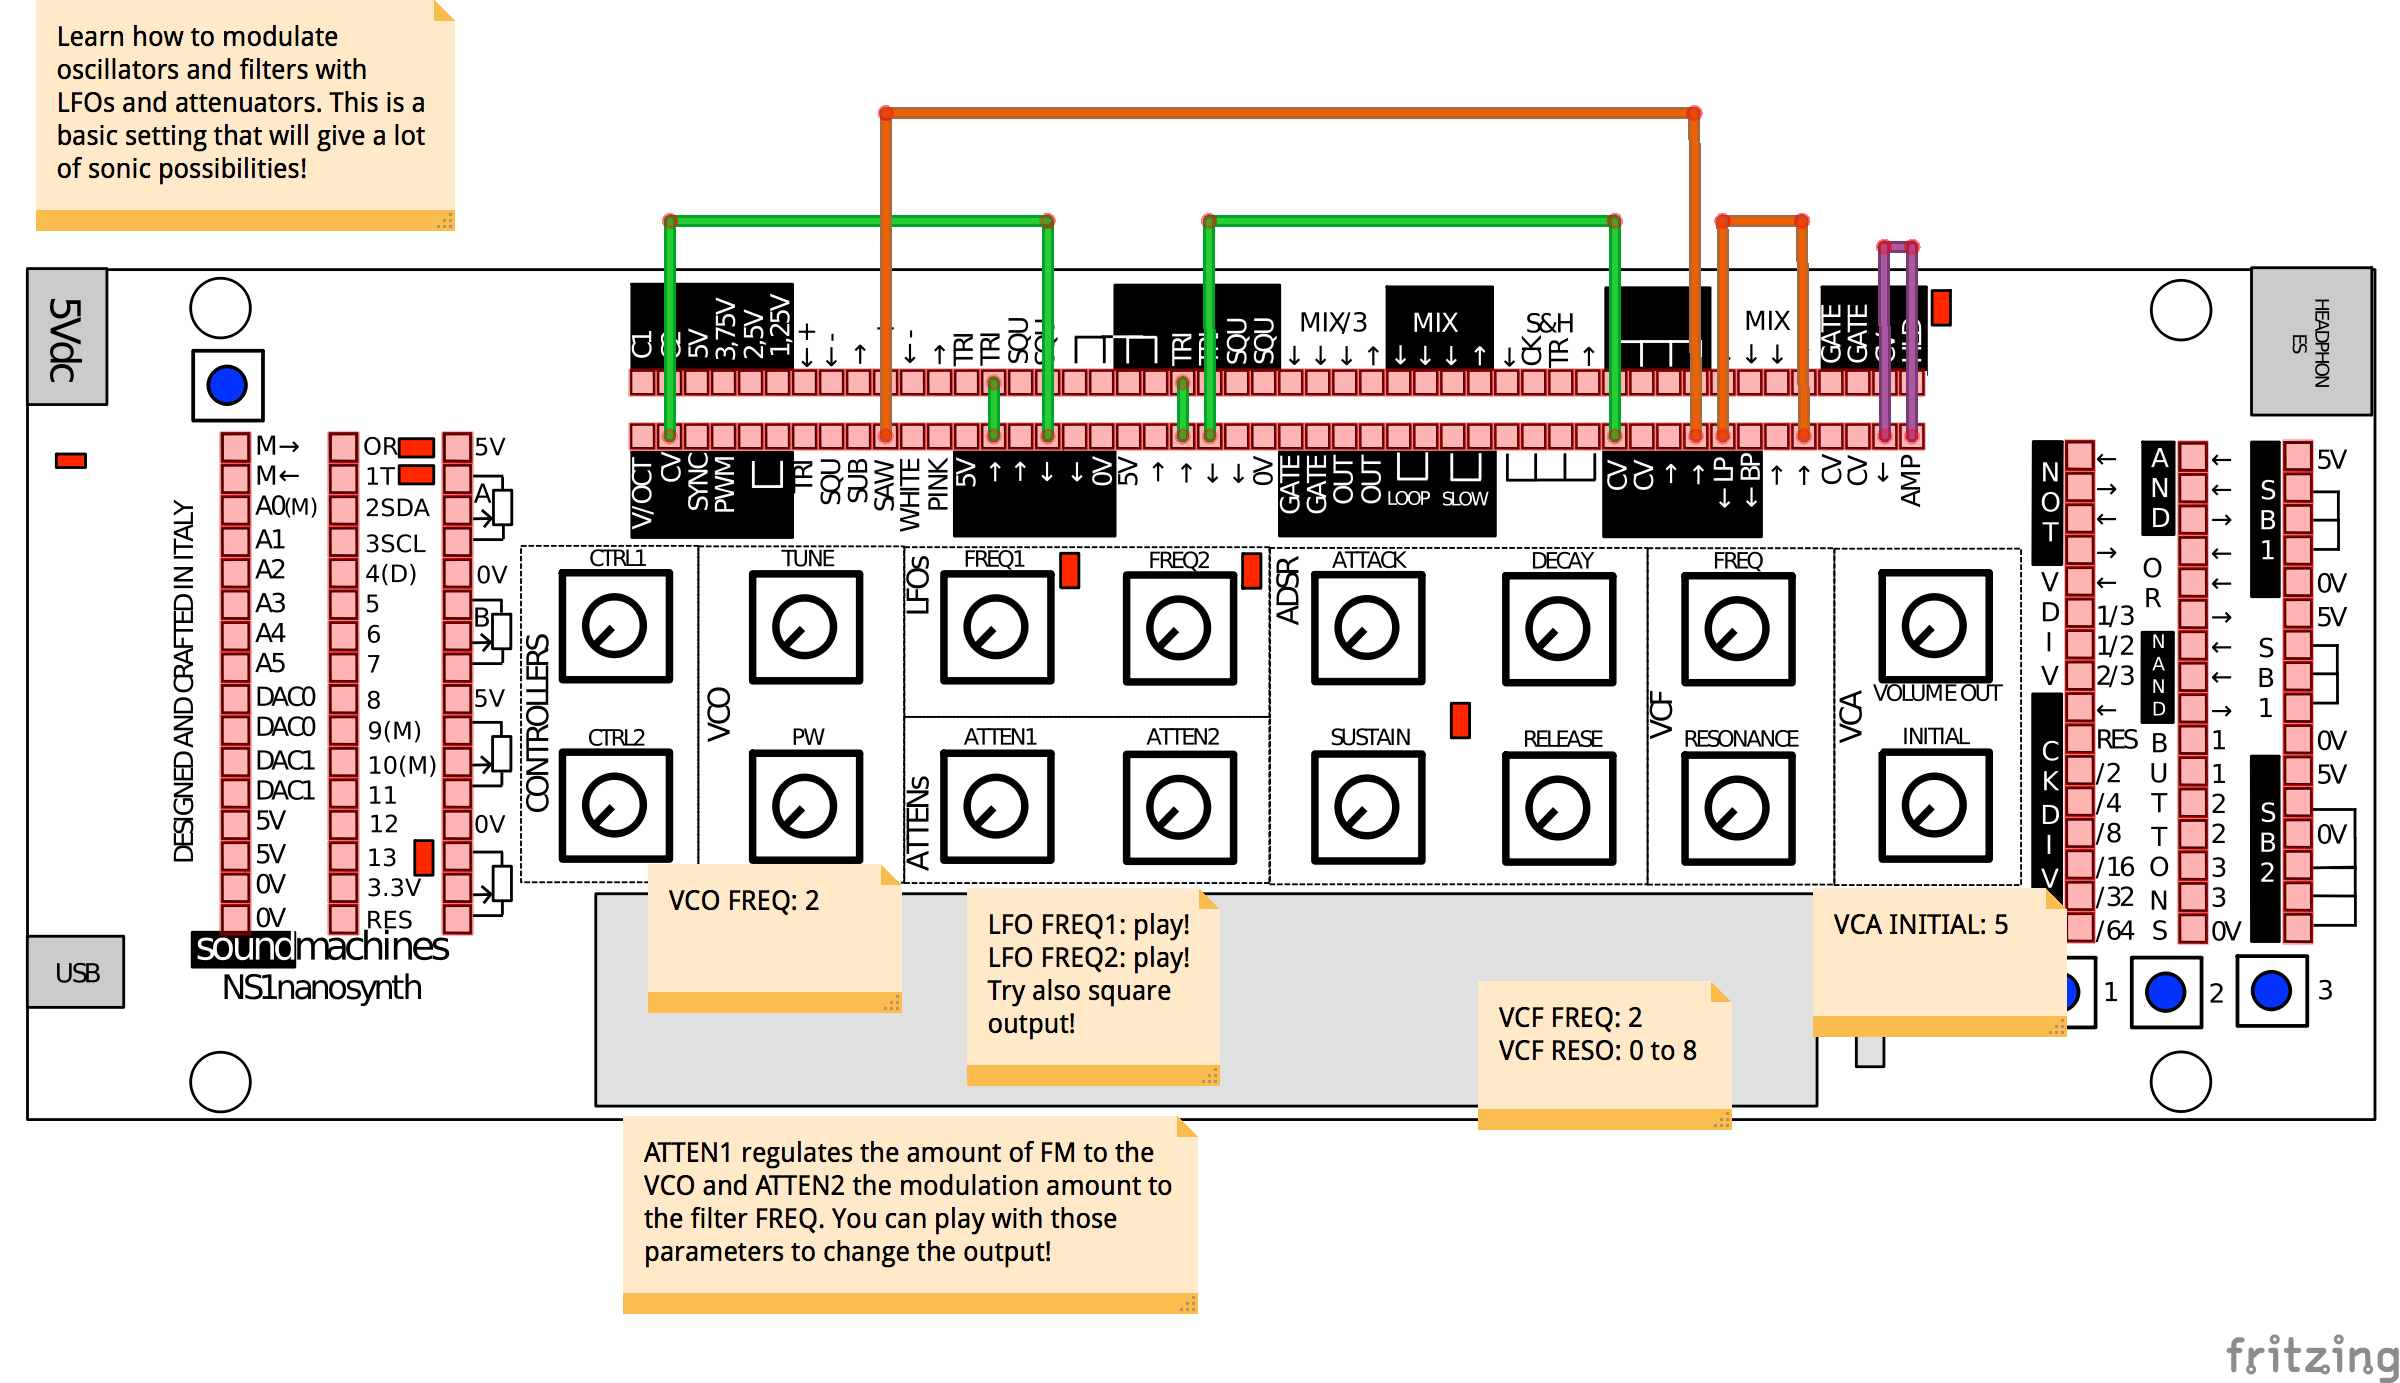 Learn how to modulate
oscillators and filters with
LFOs and attenuators. This is a
basic setting that will give a lot
of sonic possibilities!
5Vdc
HEADPHON
ES
C1
C2
5V
3,75V
2,5V
1,25V
↓+
↓-
↑
↓-
↑
TRI
TRI
SQU
SQU
TRI
TRI
SQU
SQU
MIX/3
↓↓↓↑
MIX
↓↓↓↑
S&H
↓
CK
TR
↑
MIX
↓↓
GATE
GATE
V/OCT
CV
SYNC
PWM
TRI
SQU
SUB
SAW
WHITE
PINK
5V
↑
↑
↓
↓
0V
5V
↑
↑
↓
↓
0V
GATE
GATE
OUT
OUT
LOOP
SLOW
CV
CV
↑
↑
←LP
←BP
↑
↑
CV
CV
↓
AMP
DESIGNED AND CRAFTED IN ITALY
M→
M←
A0(M)
A1
A2
A3
A4
A5
DAC0
DAC0
DAC1
DAC1
5V
5V
0V
0V
OR
1T
2SDA
3SCL
4(D)
5
6
7
8
9(M)
10(M)
11
12
13
3.3V
RES
5V
A
0V
B
5V
0V
soundmachines
NS1nanosynth
USB
CONTROLLERS
CTRL1
CTRL2
VCO
TUNE
PW
LFOs
FREQ1
FREQ2
ATTENs
ATTEN1
ATTEN2
ADSR
ATTACK
DECAY
SUSTAIN
RELEASE
VCF
FREQ
RESONANCE
VCA
VOLUME OUT
INITIAL
NOT
←
→
←
→
VDIV
←
1/3
1/2
2/3
CKDIV
←
RES
/2
/4
/8
/16
/32
/64
AND
←
←
→
OR
←
←
→
NAND
←
←
→
BUTTONS
1
1
2
2
3
3
0V
SB1
5V
0V
SB1
5V
0V
SB2
5V
0V
1
2
3
VCO FREQ: 2
LFO FREQ1: play!
LFO FREQ2: play!
Try also square
output!
VCF FREQ: 2
VCF RESO: 0 to 8
VCA INITIAL: 5
ATTEN1 regulates the amount of FM to the
VCO and ATTEN2 the modulation amount to
the filter FREQ. You can play with those
parameters to change the output!
fritzing